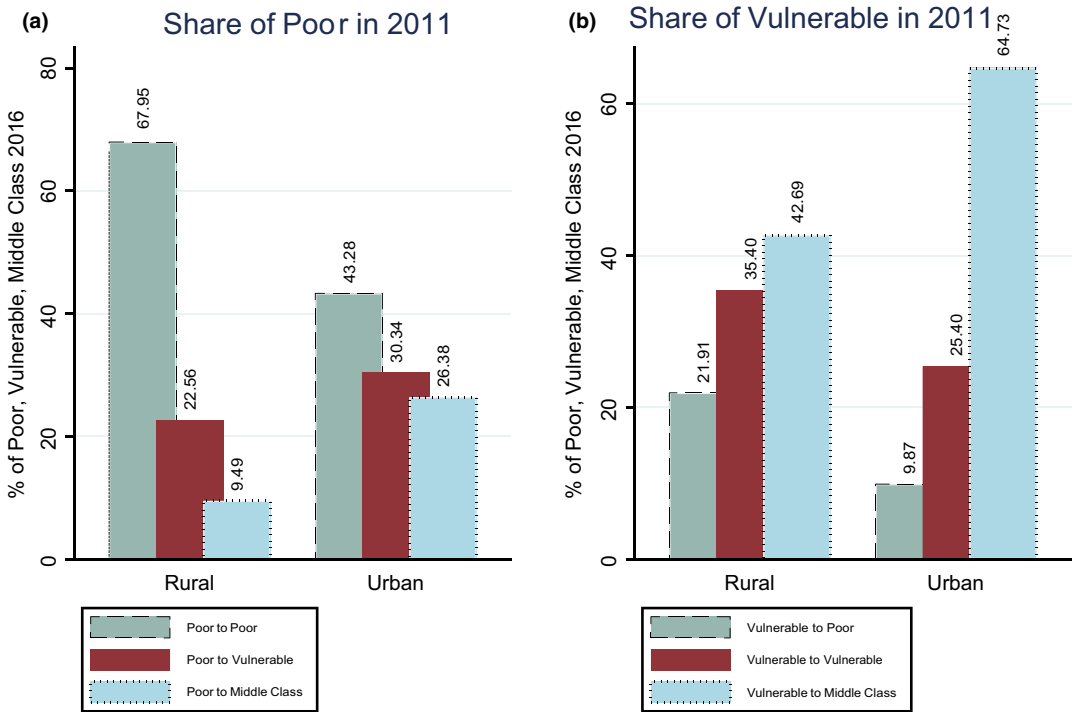 (a)
Share of Poor in 2011
% of Poor, Vulnerable, Middle Class 2016
80
60
40
20
0
67.95
22.56
9.49
43.28
30.34
26.38
Rural
Urban
Poor to Poor
Poor to Vulnerable
Poor to Middle Class
(b)
Share of Vulnerable in 2011
% of Poor, Vulnerable, Middle Class 2016
60
40
20
0
21.91
35.40
42.69
9.87
25.40
64.73
Rural
Urban
Vulnerable to Poor
Vulnerable to Vulnerable
Vulnerable to Middle Class